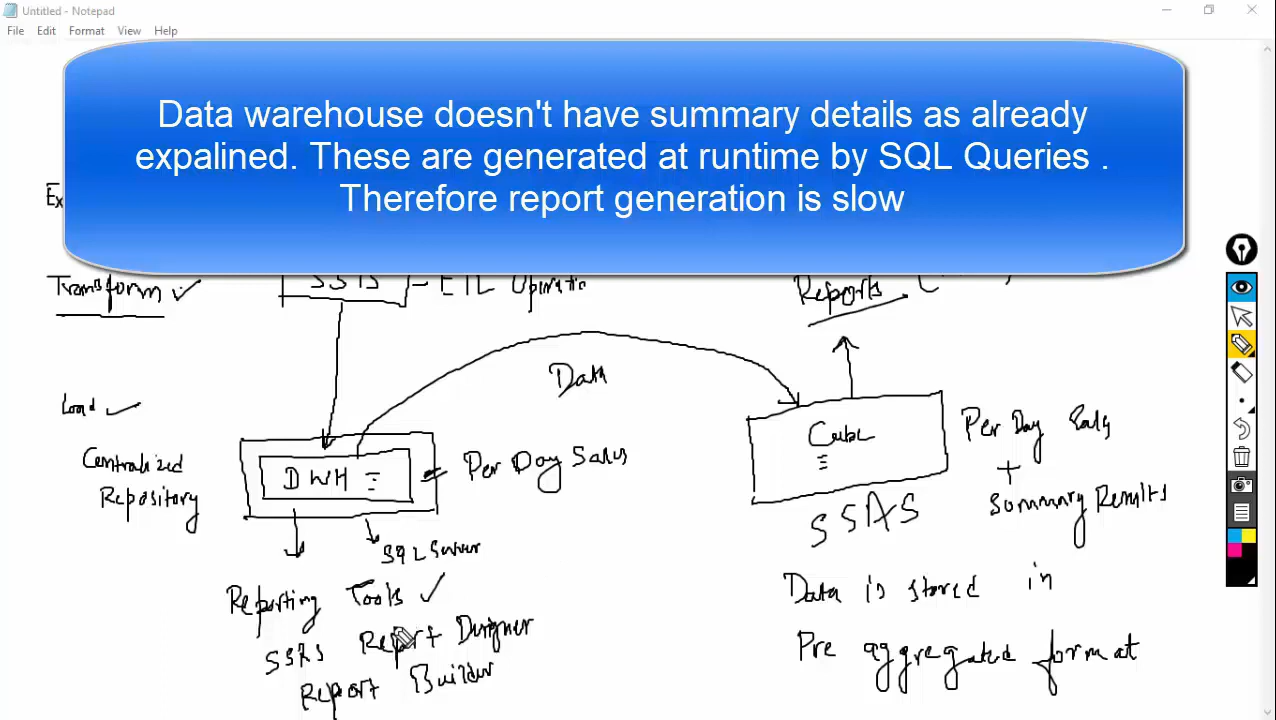 Untitled - Notepad
File Edit Format View Help
Data warehouse doesn't have summary details as already
expalined. These are generated at runtime by SQL Queries .
Therefore report generation is slow
Ex
Transform
SSIS - ETL Operatio
Reports
Data
Load
Centralized
Repository
DWH
Per Day Sales
Cube
Per Day Sales
+
Summary Results
SSAS
SQL Server
Reporting Tools
SSRS Report Designer
Report Builder
Data is stored in
Pre aggregated format